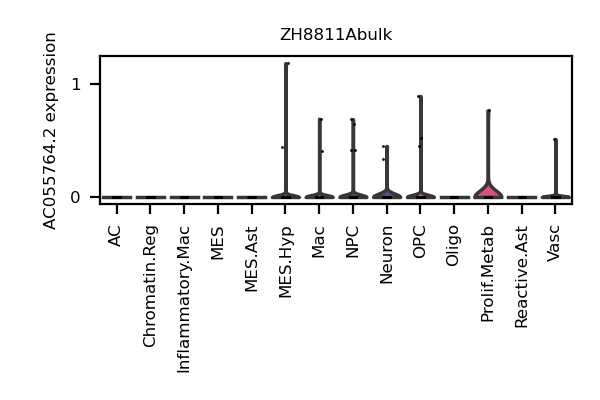 ZH8811Abulk
AC055764.2 expression
1
0
AC
Chromatin.Reg
Inflammatory.Mac
MES
MES.Ast
MES.Hyp
Mac
NPC
Neuron
OPC
Oligo
Prolif.Metab
Reactive.Ast
Vasc